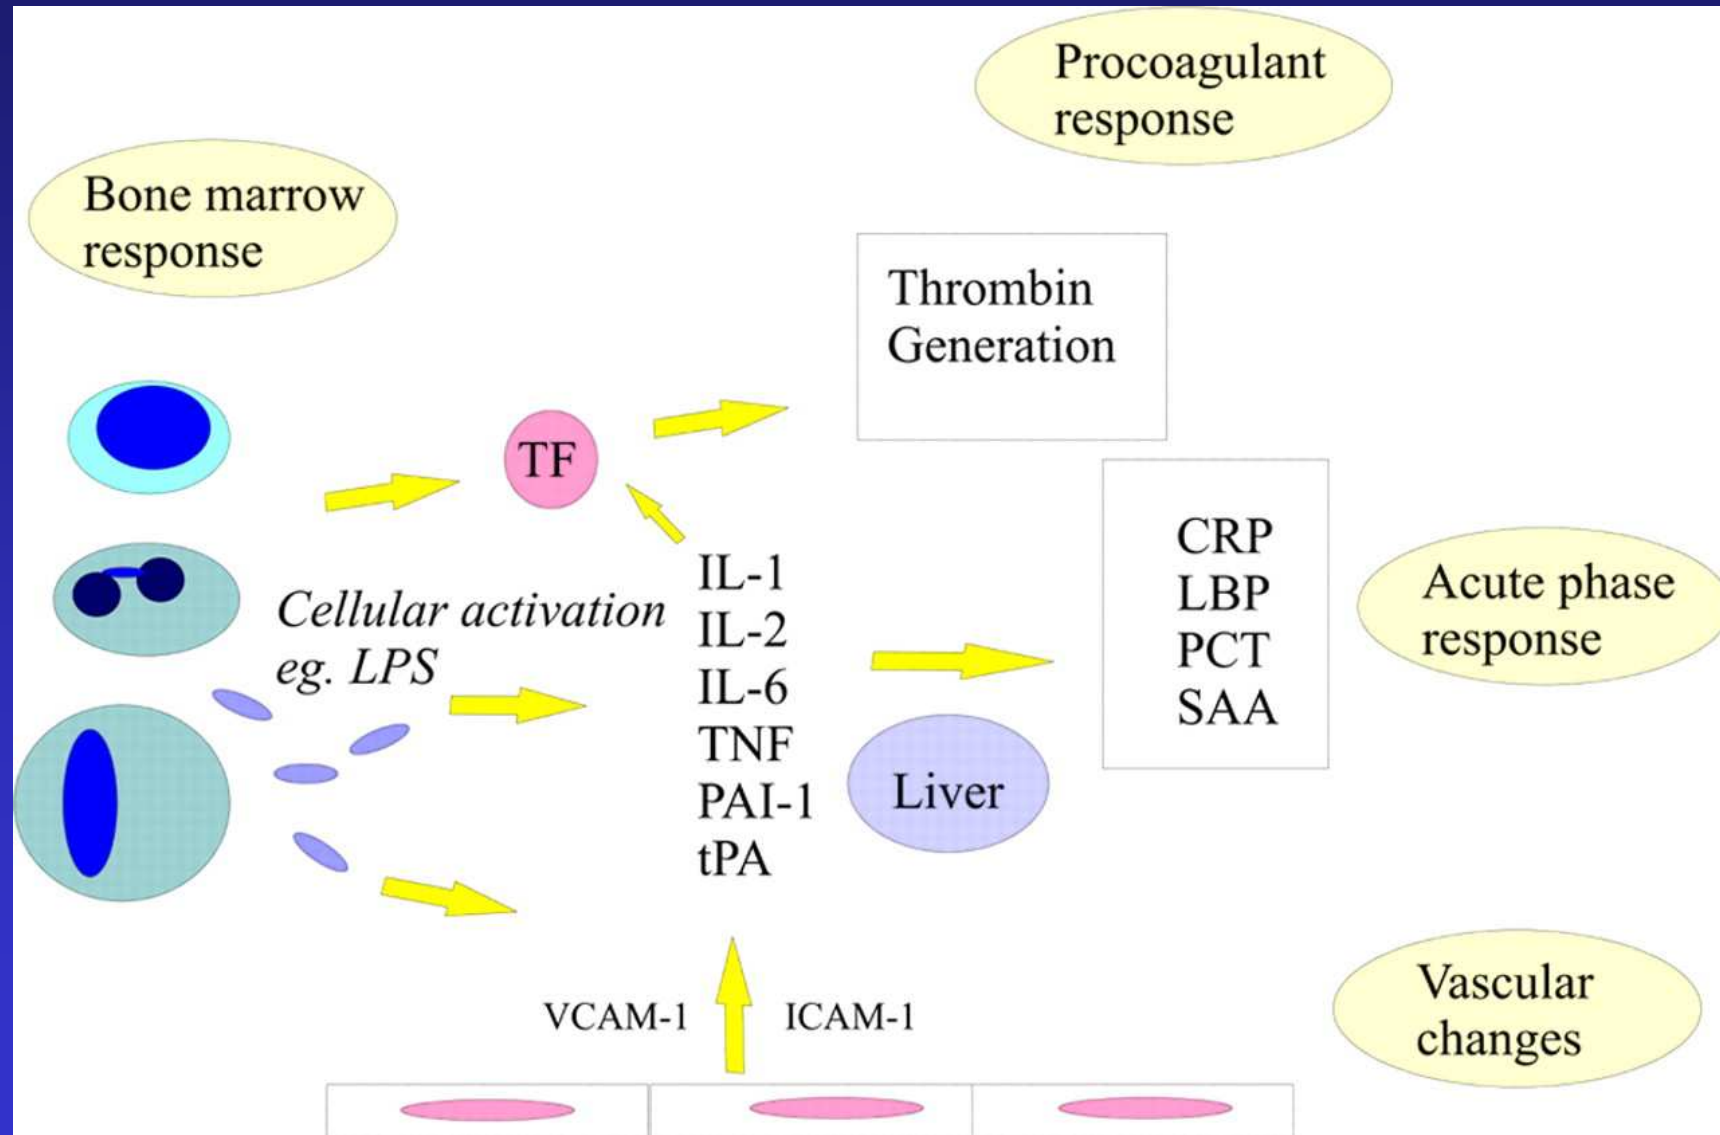 Procoagulant
response
Bone marrow
response
Thrombin
Generation
TF
CRP
LBP
PCT
SAA
Acute phase
response
Cellular activation
eg. LPS
IL-1
IL-2
IL-6
TNF
PAI-1
tPA
Liver
Vascular
changes
VCAM-1
ICAM-1